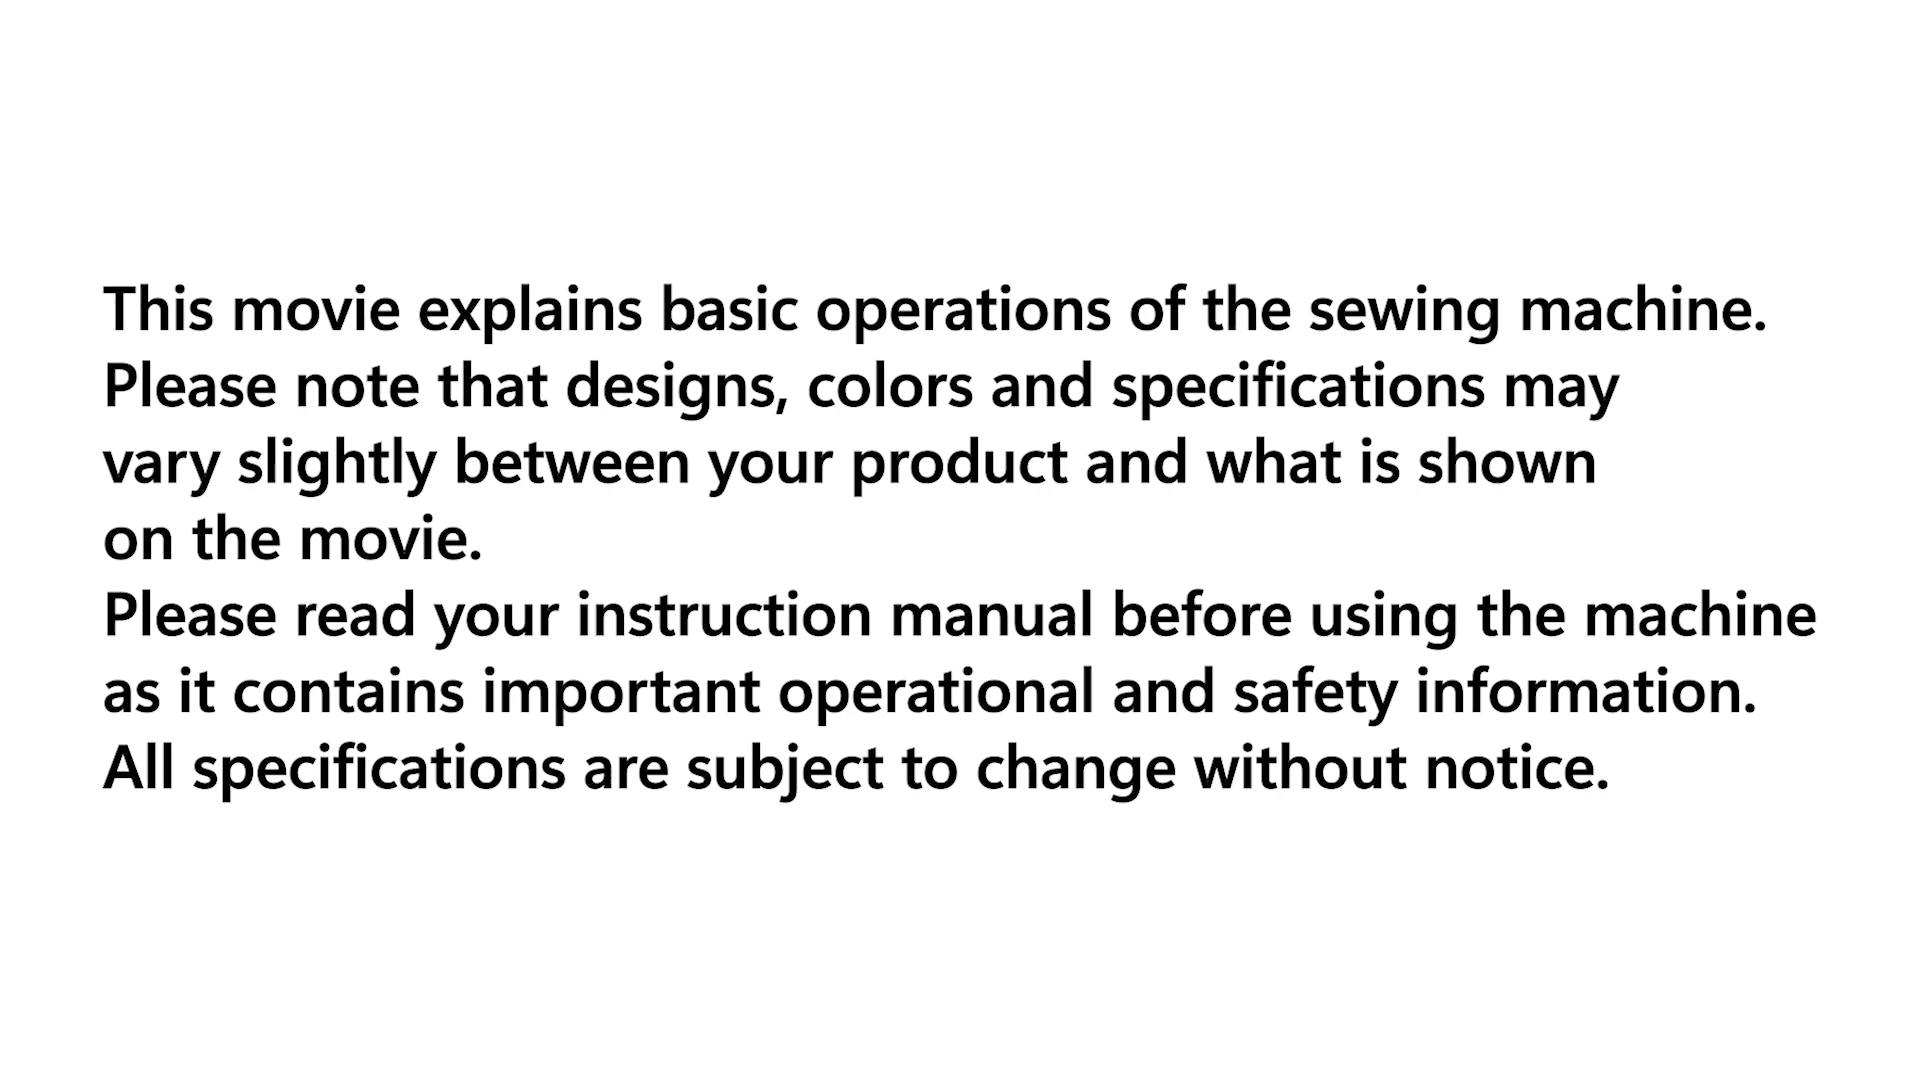 This movie explains basic operations of the sewing machine.
Please note that designs, colors and specifications may
vary slightly between your product and what is shown
on the movie.
Please read your instruction manual before using the machine
as it contains important operational and safety information.
All specifications are subject to change without notice.